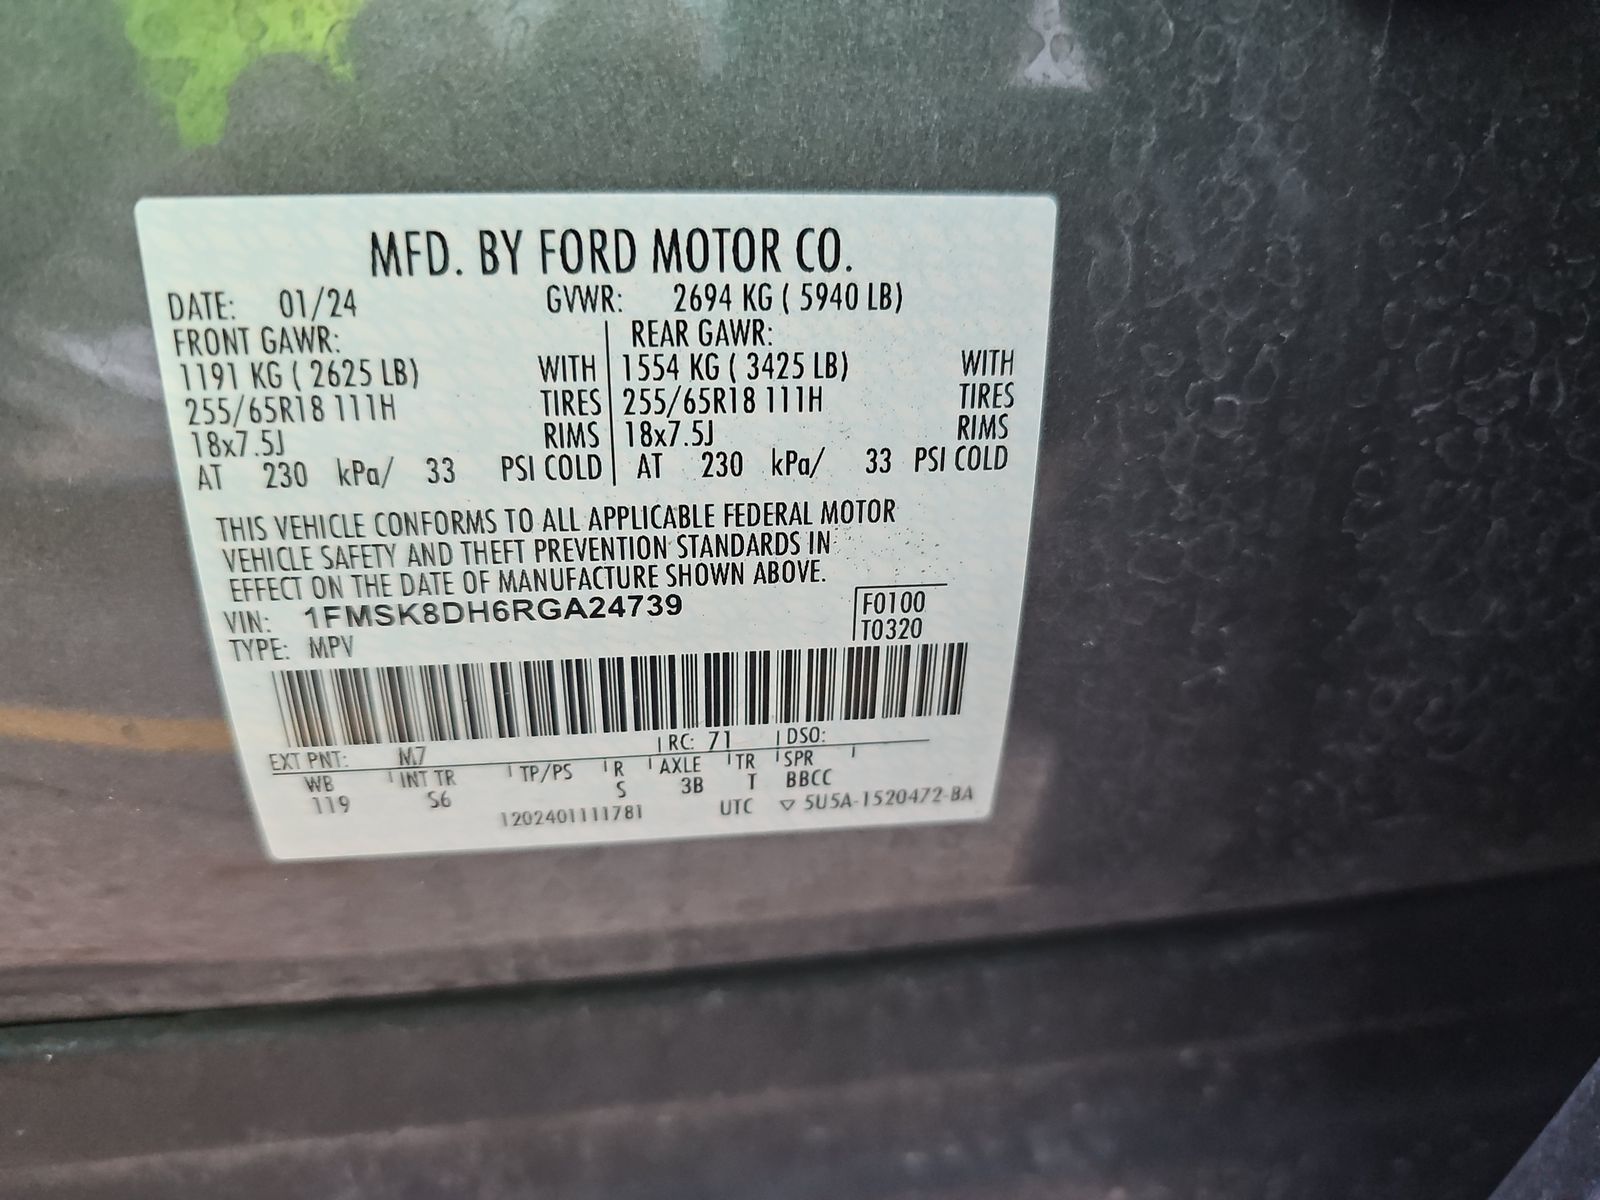 MFD. BY FORD MOTOR CO.
DATE: 01/24 GVWR: 2694 KG ( 5940 LB)
FRONT GAWR: REAR GAWR:
1191 KG ( 2625 LB) WITH 1554 KG ( 3425 LB) WITH
255/65R18 111H TIRES 255/65R18 111H TIRES
18x7.5J RIMS 18x7.5J RIMS
AT 230 kPa/ 33 PSI COLD AT 230 kPa/ 33 PSI COLD
THIS VEHICLE CONFORMS TO ALL APPLICABLE FEDERAL MOTOR
VEHICLE SAFETY AND THEFT PREVENTION STANDARDS IN
EFFECT ON THE DATE OF MANUFACTURE SHOWN ABOVE.
VIN: 1FMSK8DH6RGA24739 F0100
TYPE: MPV T0320
EXT PNT: M7 RC: 71 DSO:
WB INT TR TP/PS R AXLE TR SPR
119 S6 S 3B T BBCC
1202401111781 UTC ▽ 5U5A-1520472-BA